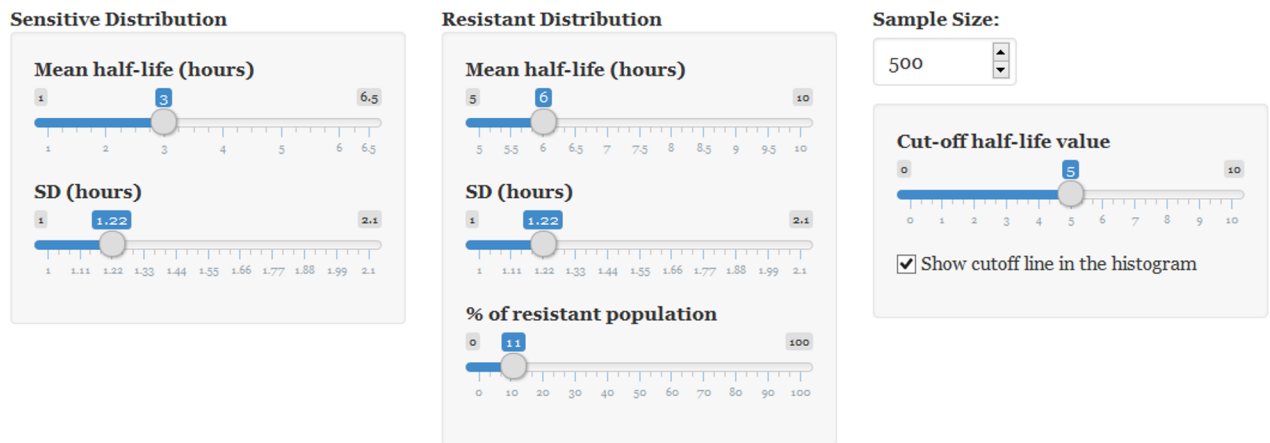 Sensitive Distribution
Mean half-life (hours)
1 3 6.5
1 2 3 4 5 6 6.5
SD (hours)
1 1.22 2.1
1 1.11 1.22 1.33 1.44 1.55 1.66 1.77 1.88 1.99 2.1
Resistant Distribution
Mean half-life (hours)
5 6 10
5 5.5 6 6.5 7 7.5 8 8.5 9 9.5 10
SD (hours)
1 1.22 2.1
1 1.11 1.22 1.33 1.44 1.55 1.66 1.77 1.88 1.99 2.1
% of resistant population
0 11 100
0 10 20 30 40 50 60 70 80 90 100
Sample Size:
500
Cut-off half-life value
0 5 10
0 1 2 3 4 5 6 7 8 9 10
Show cutoff line in the histogram